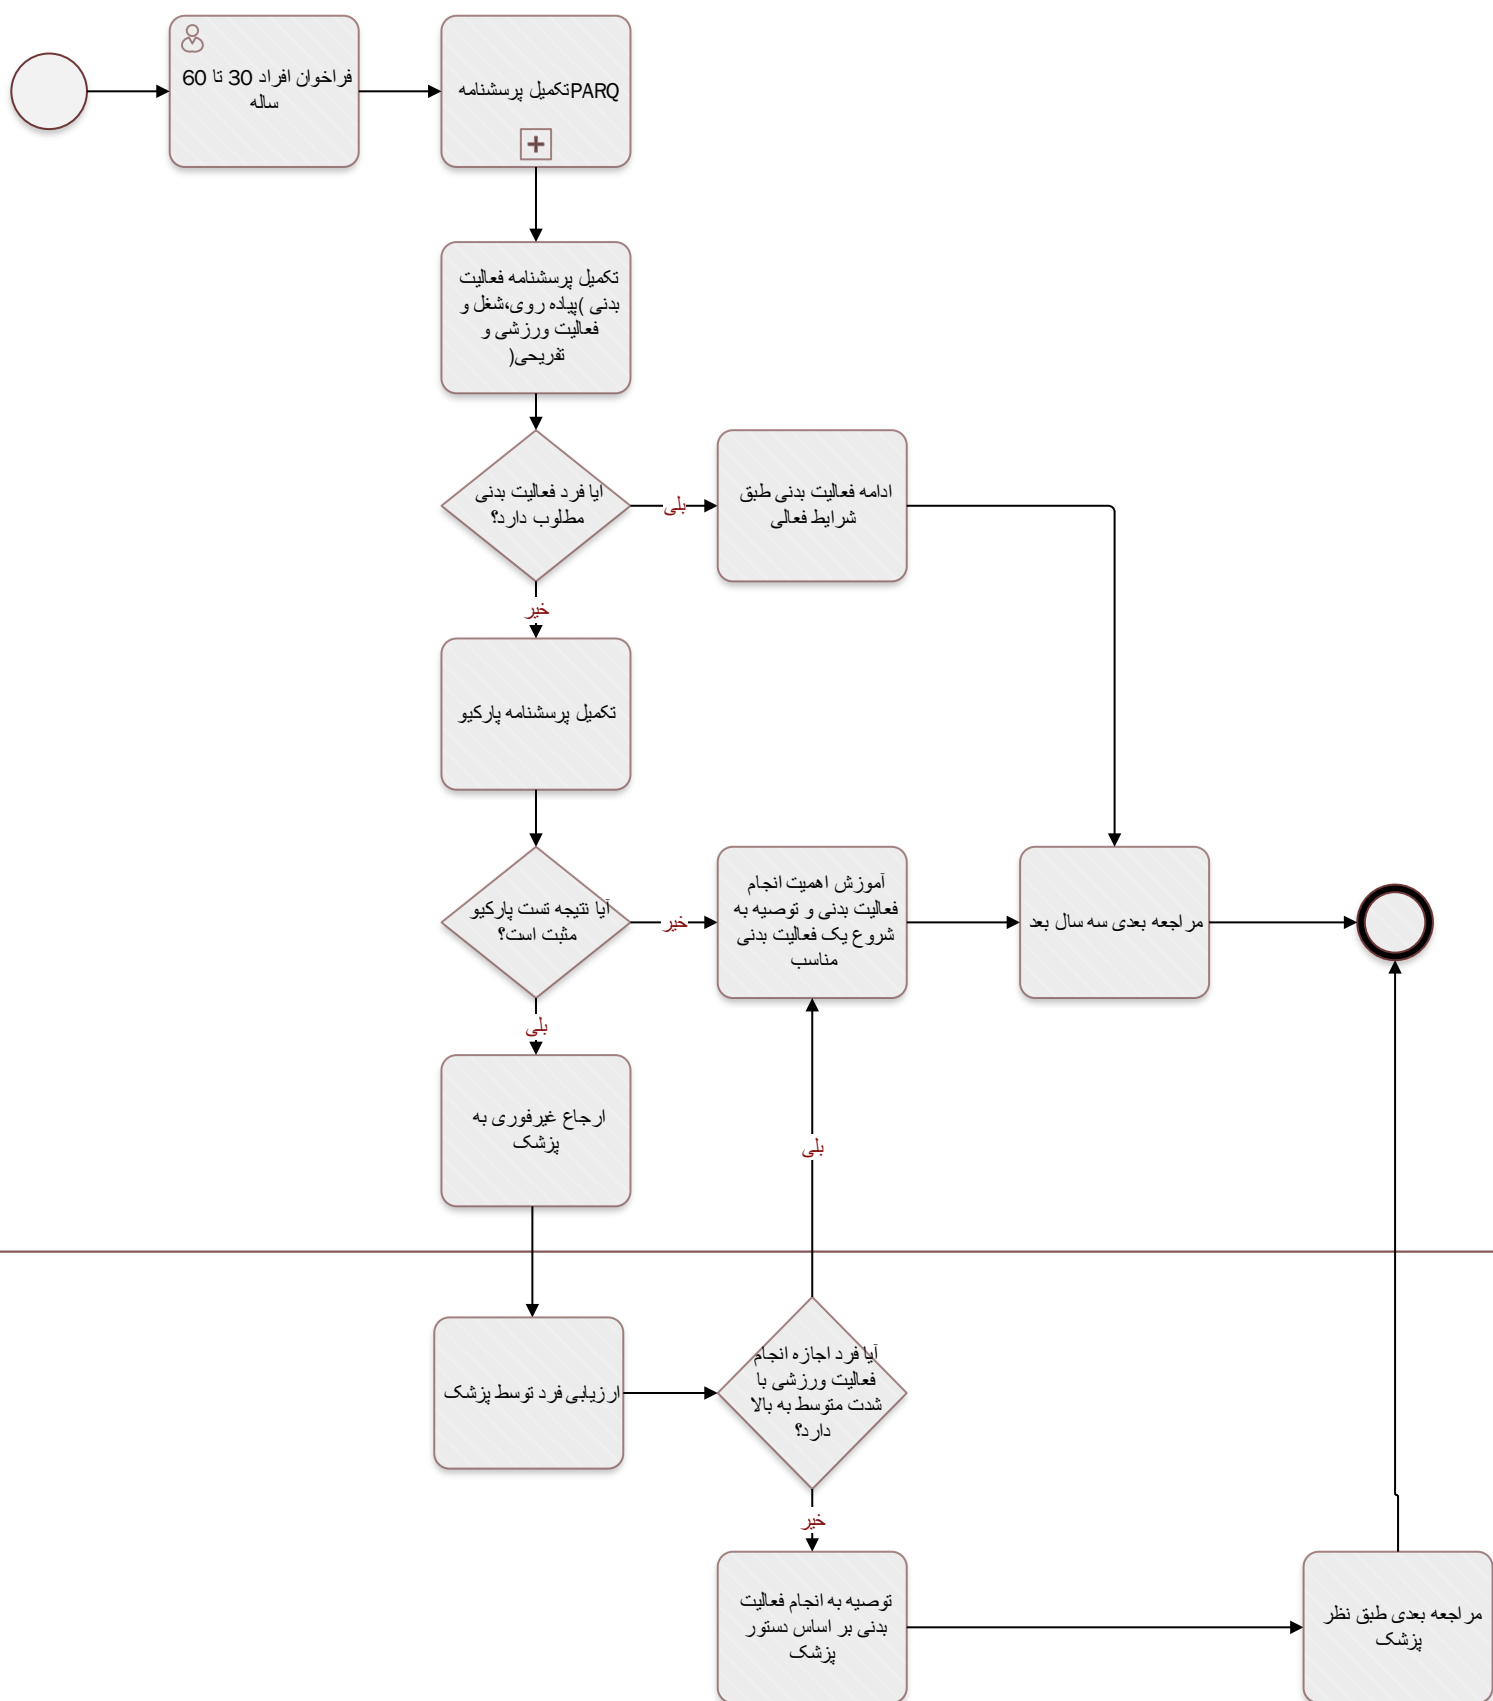 فراخوان افراد 30 تا 60
ساله
تکمیل پرسشنامهPARQ
تکمیل پرسشنامه فعالیت
بدنی )پیاده روی،شغل و
فعالیت ورزشی و
تفریحی(
ایا فرد فعالیت بدنی
مطلوب دارد؟
بلی
ادامه فعالیت بدنی طبق
شرایط فعالی
خیر
تکمیل پرسشنامه پارکیو
آیا نتیجه تست پارکیو
مثبت است؟
خیر
آموزش اهمیت انجام
فعالیت بدنی و توصیه به
شروع یک فعالیت بدنی
مناسب
مراجعه بعدی سه سال بعد
بلی
ارجاع غیرفوری به
پزشک
بلی
ارزیابی فرد توسط پزشک
آیا فرد اجازه انجام
فعالیت ورزشی با
شدت متوسط به بالا
دارد؟
خیر
توصیه به انجام فعالیت
بدنی بر اساس دستور
پزشک
مراجعه بعدی طبق نظر
پزشک